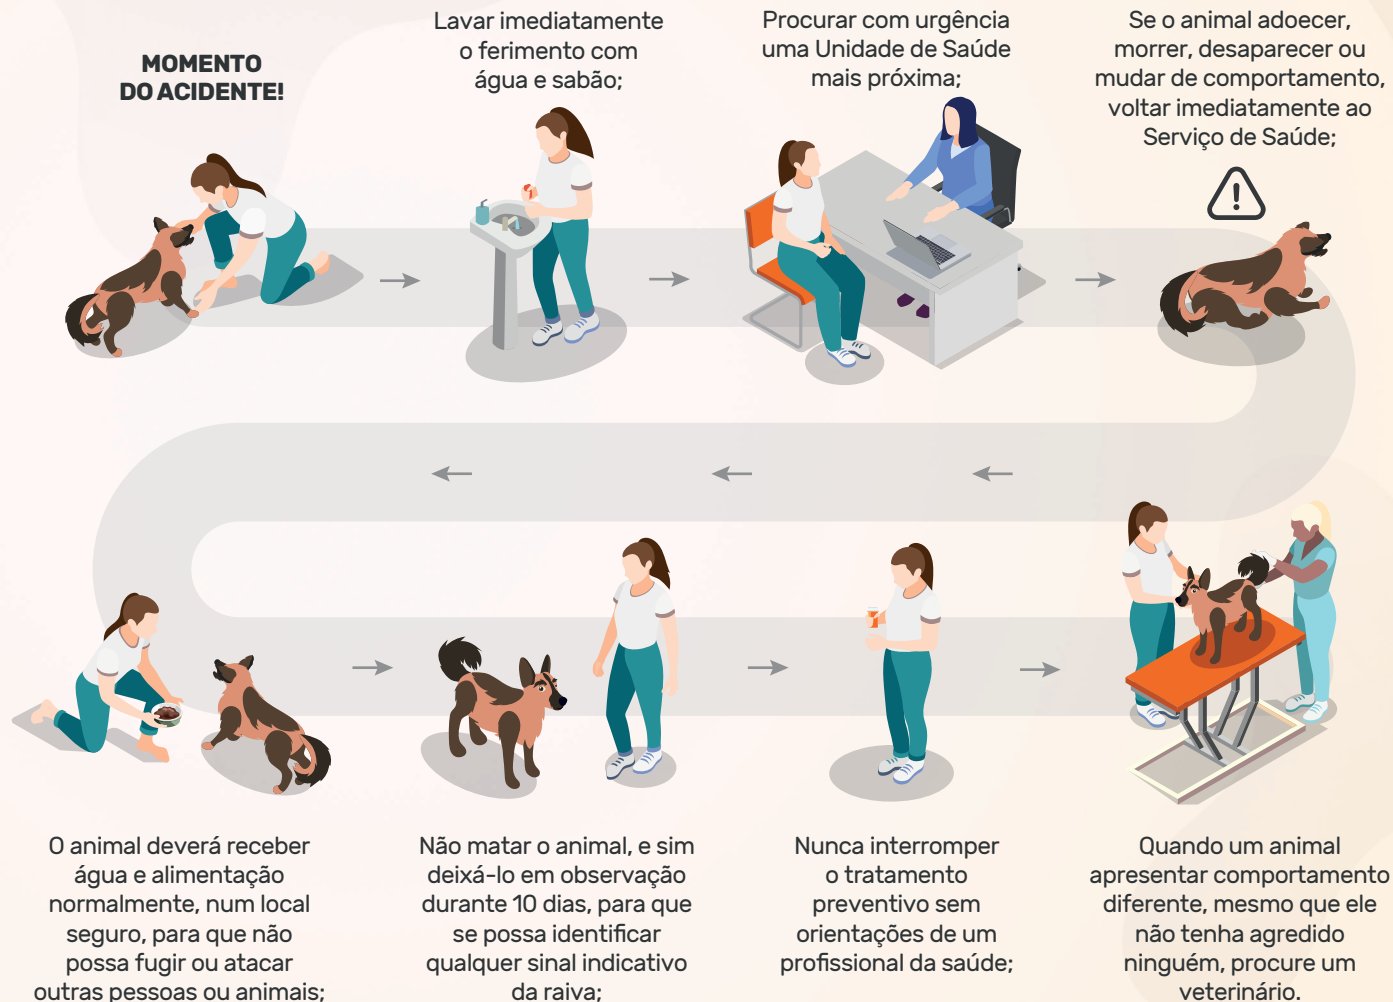 MOMENTO
DO ACIDENTE!
Lavar imediatamente
o ferimento com
água e sabão;
Procurar com urgência
uma Unidade de Saúde
mais próxima;
Se o animal adoecer,
morrer, desaparecer ou
mudar de comportamento,
voltar imediatamente ao
Serviço de Saúde;
O animal deverá receber
água e alimentação
normalmente, num local
seguro, para que não
possa fugir ou atacar
outras pessoas ou animais;
Não matar o animal, e sim
deixá-lo em observação
durante 10 dias, para que
se possa identificar
qualquer sinal indicativo
da raiva;
Nunca interromper
o tratamento
preventivo sem
orientações de um
profissional da saúde;
Quando um animal
apresentar comportamento
diferente, mesmo que ele
não tenha agredido
ninguém, procure um
veterinário.